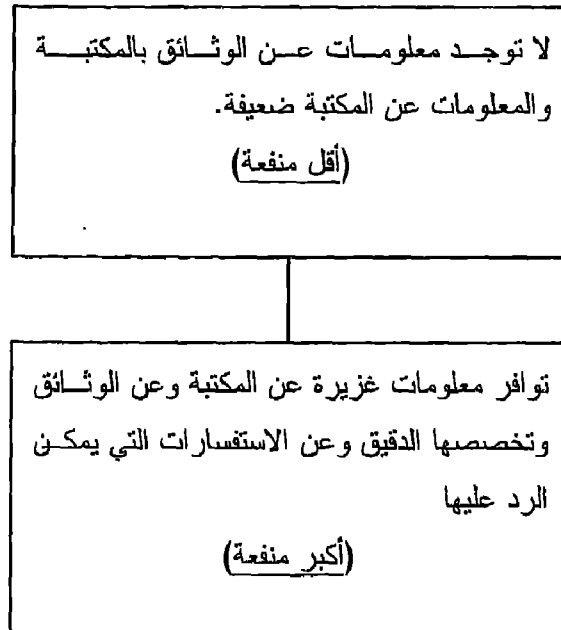 لا توجد معلومات عن الوثائق بالمكتبة
والمعلومات عن المكتبة ضعيفة.
(أقل منفعة)
توافر معلومات غزيرة عن المكتبة وعن الوثائق
وتخصصها الدقيق وعن الاستفسارات التي يمكن
الرد عليها
(أكبر منفعة)